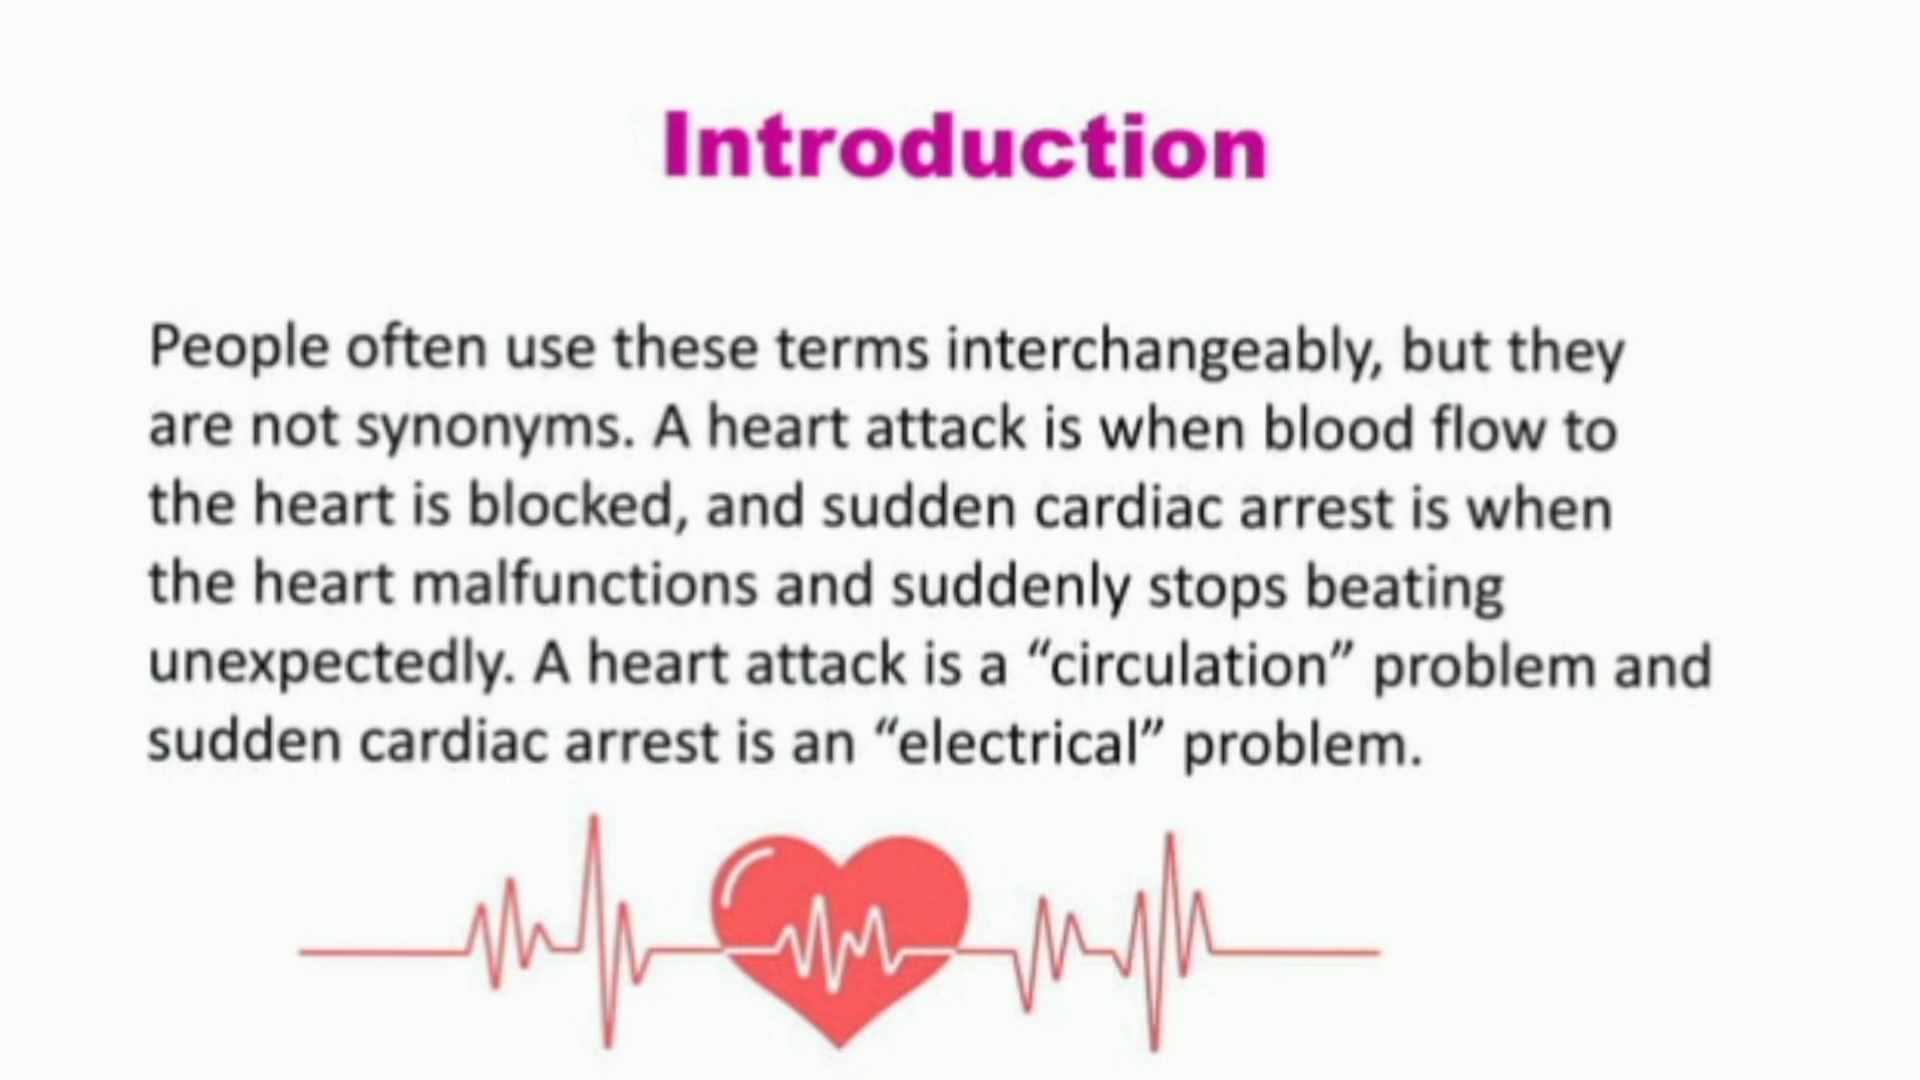 Introduction
People often use these terms interchangeably, but they
are not synonyms. A heart attack is when blood flow to
the heart is blocked, and sudden cardiac arrest is when
the heart malfunctions and suddenly stops beating
unexpectedly. A heart attack is a “circulation” problem and
sudden cardiac arrest is an “electrical” problem.